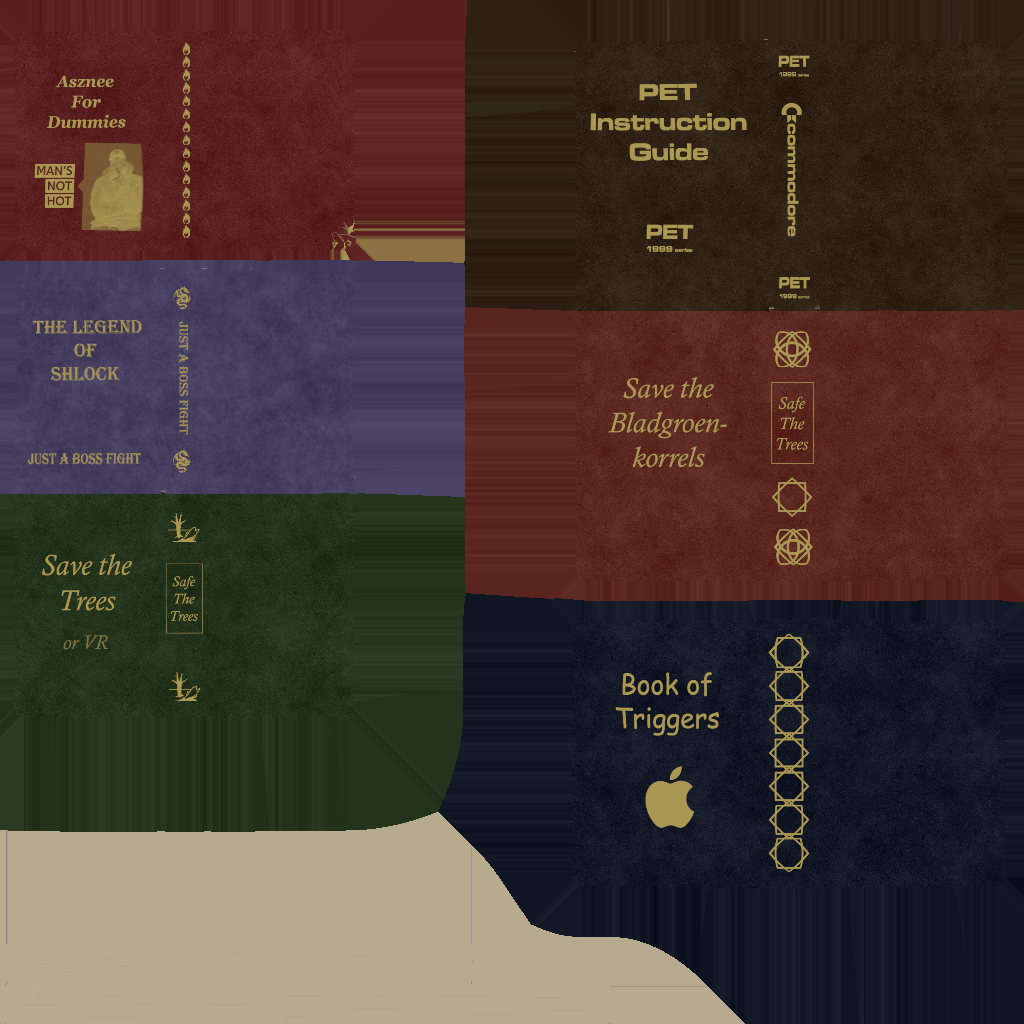 Asznee
For
Dummies
MAN'S
NOT
HOT
THE LEGEND
OF
SHLOCK
JUST A BOSS FIGHT
JUST A BOSS FIGHT
Save the
Trees
or VR
Safe
The
Trees
PET
Instruction
Guide
PET
1999 series
PET
1999 series
commodore
PET
1999 series
Save the
Bladgroen-
korrels
Safe
The
Trees
Book of
Triggers